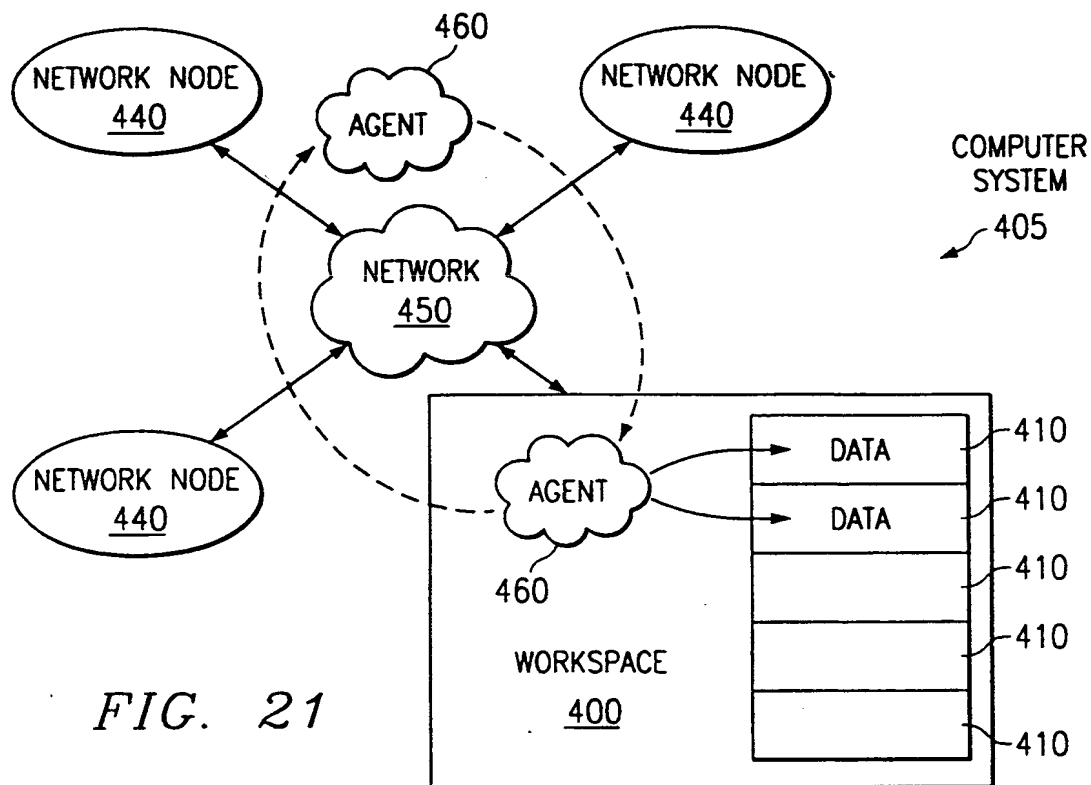 460
NETWORK NODE
440
AGENT
NETWORK NODE
440
COMPUTER
SYSTEM
405
NETWORK
450
NETWORK NODE
440
AGENT
460
DATA
410
DATA
410
410
410
410
WORKSPACE
400
FIG. 21